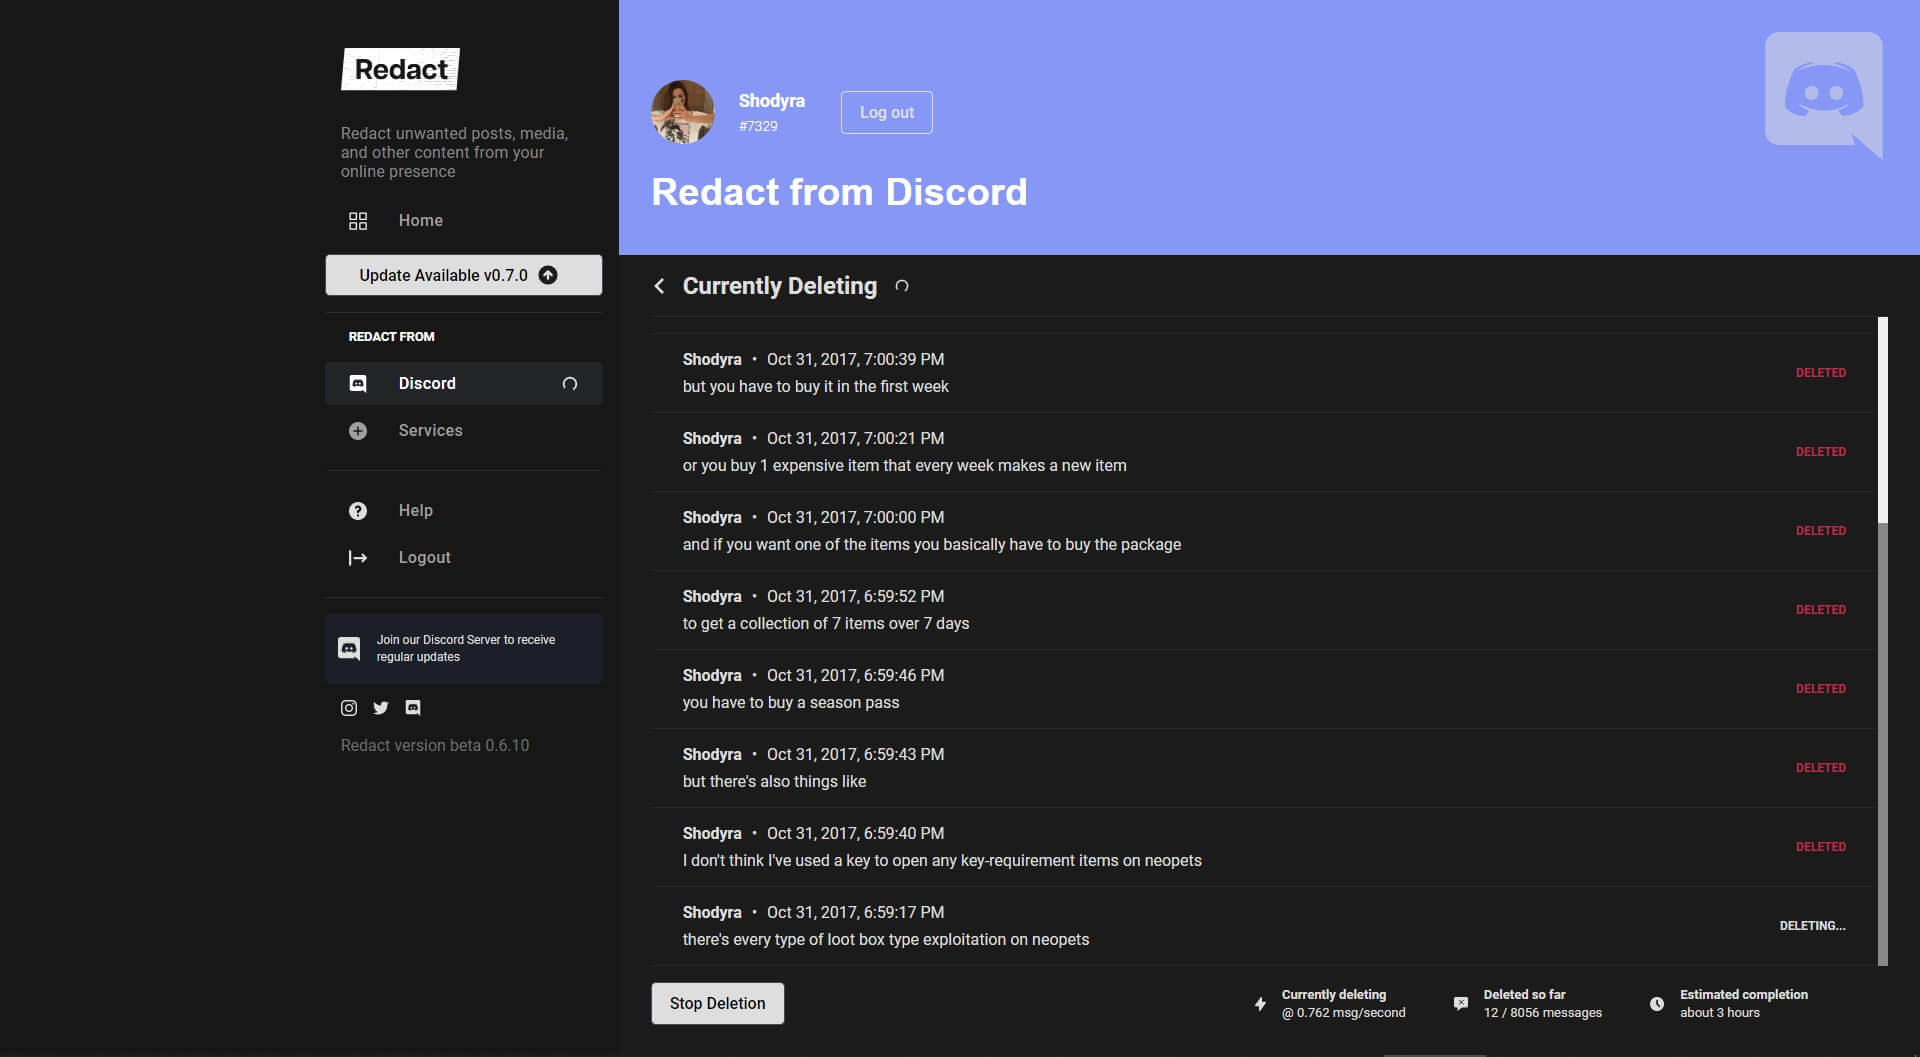 Redact
Redact unwanted posts, media,
and other content from your
online presence
Home
Update Available v0.7.0
REDACT FROM
Discord
Services
Help
Logout
Join our Discord Server to receive
regular updates
Redact version beta 0.6.10
Shodyra
#7329
Log out
Redact from Discord
Currently Deleting
Shodyra • Oct 31, 2017, 7:00:39 PM
but you have to buy it in the first week
DELETED
Shodyra • Oct 31, 2017, 7:00:21 PM
or you buy 1 expensive item that every week makes a new item
DELETED
Shodyra • Oct 31, 2017, 7:00:00 PM
and if you want one of the items you basically have to buy the package
DELETED
Shodyra • Oct 31, 2017, 6:59:52 PM
to get a collection of 7 items over 7 days
DELETED
Shodyra • Oct 31, 2017, 6:59:46 PM
you have to buy a season pass
DELETED
Shodyra • Oct 31, 2017, 6:59:43 PM
but there's also things like
DELETED
Shodyra • Oct 31, 2017, 6:59:40 PM
I don't think I've used a key to open any key-requirement items on neopets
DELETED
Shodyra • Oct 31, 2017, 6:59:17 PM
there's every type of loot box type exploitation on neopets
DELETING...
Stop Deletion
Currently deleting
@ 0.762 msg/second
Deleted so far
12 / 8056 messages
Estimated completion
about 3 hours